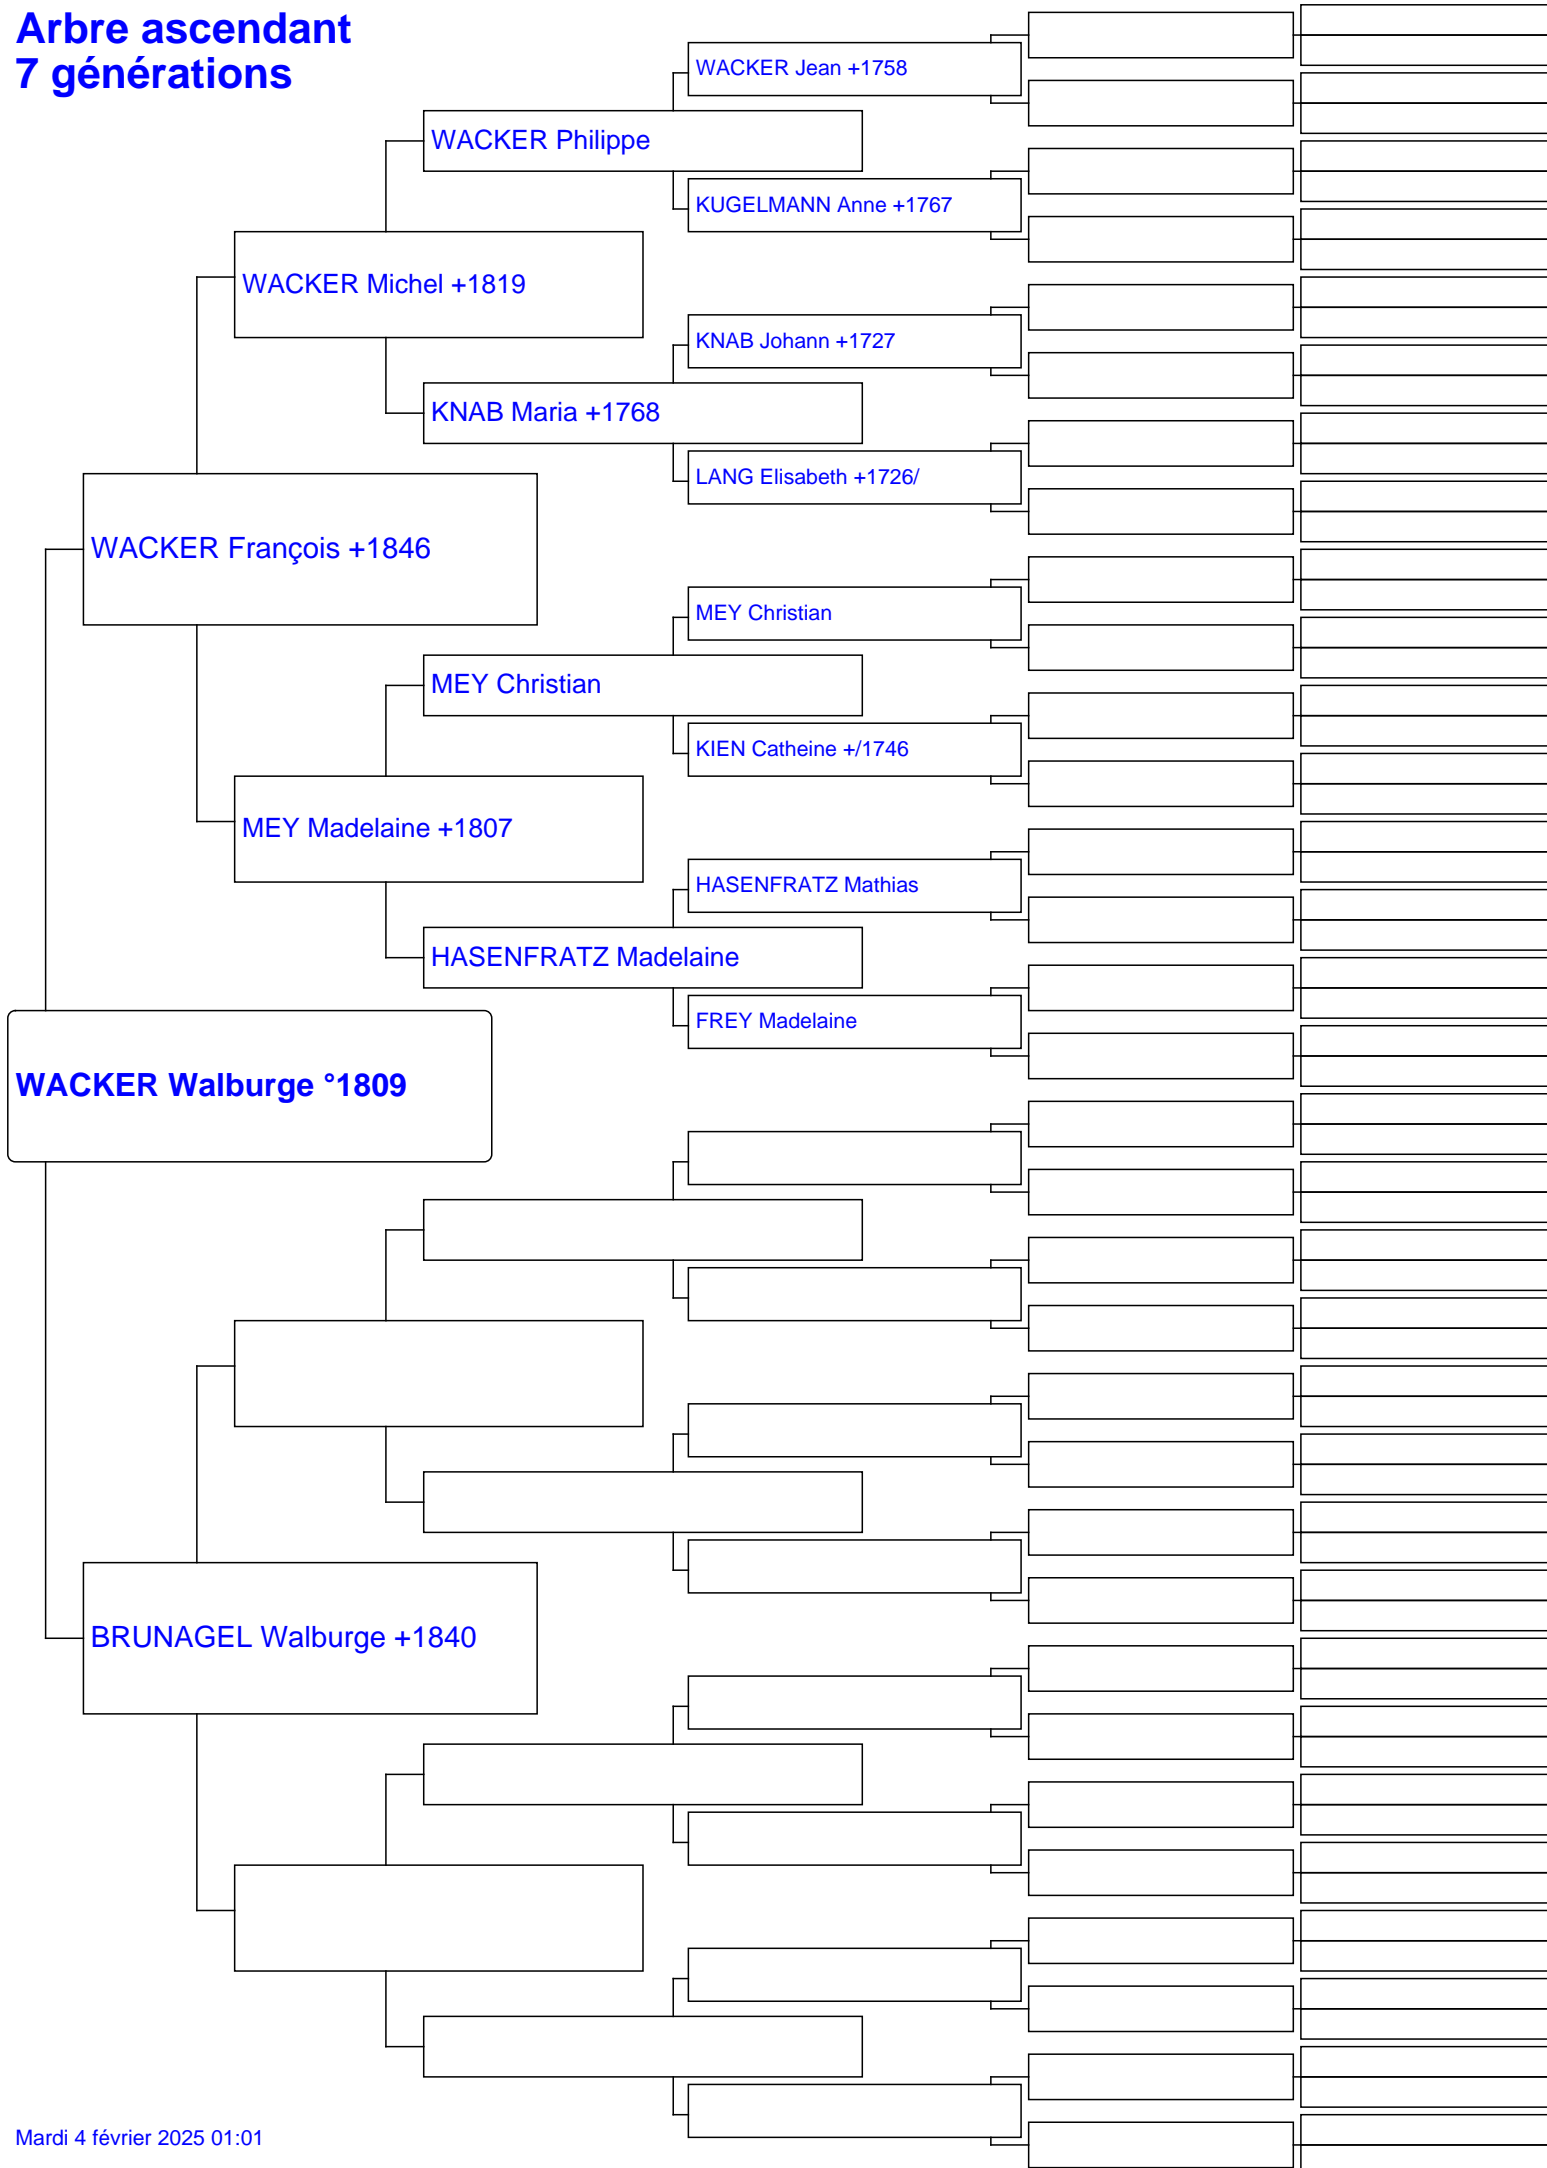 Arbre ascendant
7 générations
WACKER Jean +1758
WACKER Philippe
KUGELMANN Anne +1767
WACKER Michel +1819
KNAB Johann +1727
KNAB Maria +1768
LANG Elisabeth +1726/
WACKER François +1846
MEY Christian
MEY Christian
KIEN Catheine +/1746
MEY Madelaine +1807
HASENFRATZ Mathias
HASENFRATZ Madelaine
FREY Madelaine
WACKER Walburge °1809
BRUNAGEL Walburge +1840
Mardi 4 février 2025 01:01